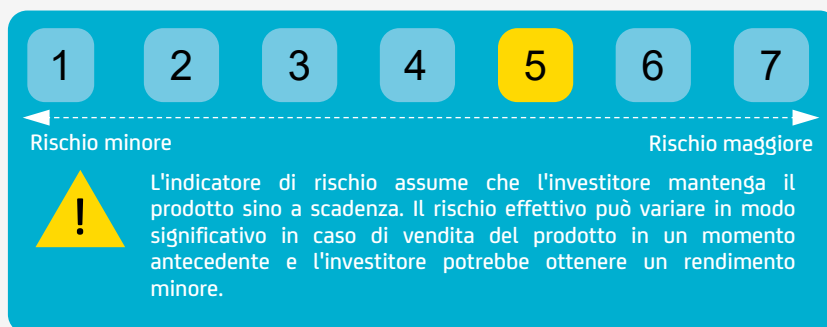 1 2 3 4 5 6 7
Rischio minore Rischio maggiore
!
L'indicatore di rischio assume che l'investitore mantenga il
prodotto sino a scadenza. Il rischio effettivo può variare in modo
significativo in caso di vendita del prodotto in un momento
antecedente e l'investitore potrebbe ottenere un rendimento
minore.